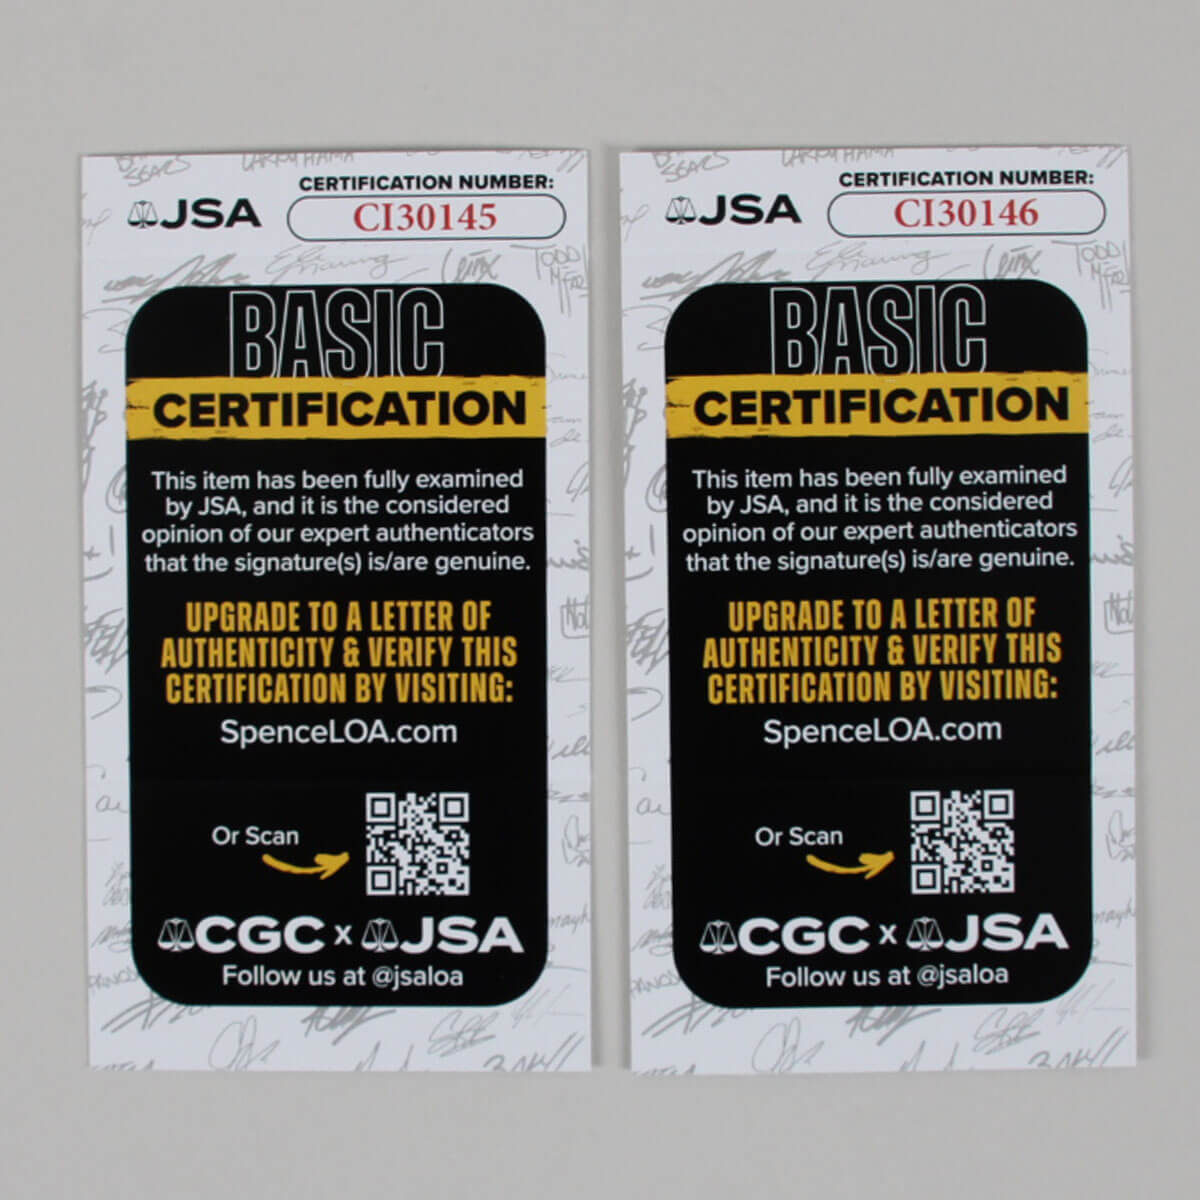 CERTIFICATION NUMBER:
JSA CI30145
BASIC
CERTIFICATION
This item has been fully examined
by JSA, and it is the considered
opinion of our expert authenticators
that the signature(s) is/are genuine.
UPGRADE TO A LETTER OF
AUTHENTICITY & VERIFY THIS
CERTIFICATION BY VISITING:
SpenceLOA.com
Or Scan
CGC x JSA
Follow us at @jsaloa
CERTIFICATION NUMBER:
JSA CI30146
BASIC
CERTIFICATION
This item has been fully examined
by JSA, and it is the considered
opinion of our expert authenticators
that the signature(s) is/are genuine.
UPGRADE TO A LETTER OF
AUTHENTICITY & VERIFY THIS
CERTIFICATION BY VISITING:
SpenceLOA.com
Or Scan
CGC x JSA
Follow us at @jsaloa